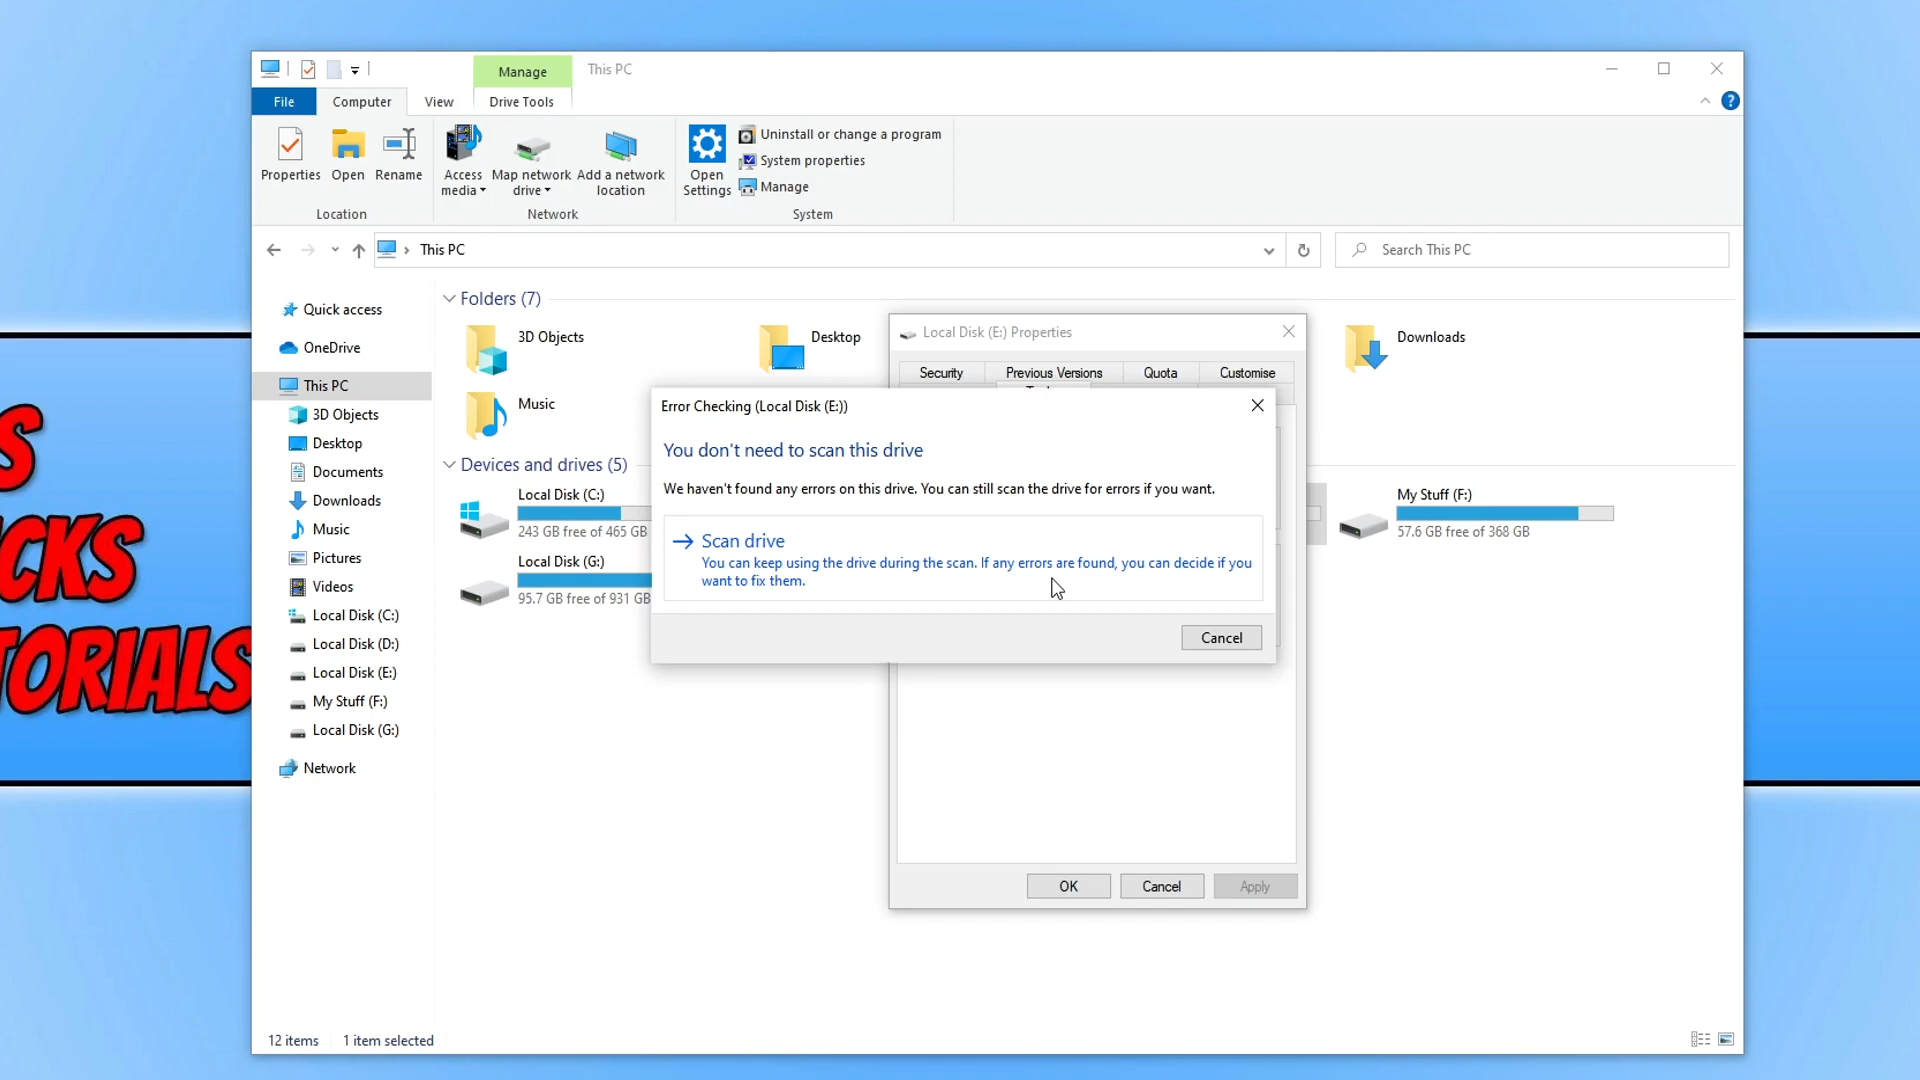 Manage
This PC
File
Computer
View
Drive Tools
Properties
Open
Rename
Access
media
Map network
drive
Add a network
location
Open
Settings
Uninstall or change a program
System properties
Manage
Location
Network
System
This PC
Search This PC
Quick access
OneDrive
This PC
3D Objects
Desktop
Documents
Downloads
Music
Pictures
Videos
Local Disk (C:)
Local Disk (D:)
Local Disk (E:)
My Stuff (F:)
Local Disk (G:)
Network
Folders (7)
3D Objects
Desktop
Downloads
Music
Devices and drives (5)
Local Disk (C:)
243 GB free of 465 GB
My Stuff (F:)
57.6 GB free of 368 GB
Local Disk (G:)
95.7 GB free of 931 GB
Local Disk (E:) Properties
Security
Previous Versions
Quota
Customise
Error Checking (Local Disk (E:))
You don't need to scan this drive
We haven't found any errors on this drive. You can still scan the drive for errors if you want.
Scan drive
You can keep using the drive during the scan. If any errors are found, you can decide if you
want to fix them.
Cancel
OK
Cancel
Apply
12 items
1 item selected